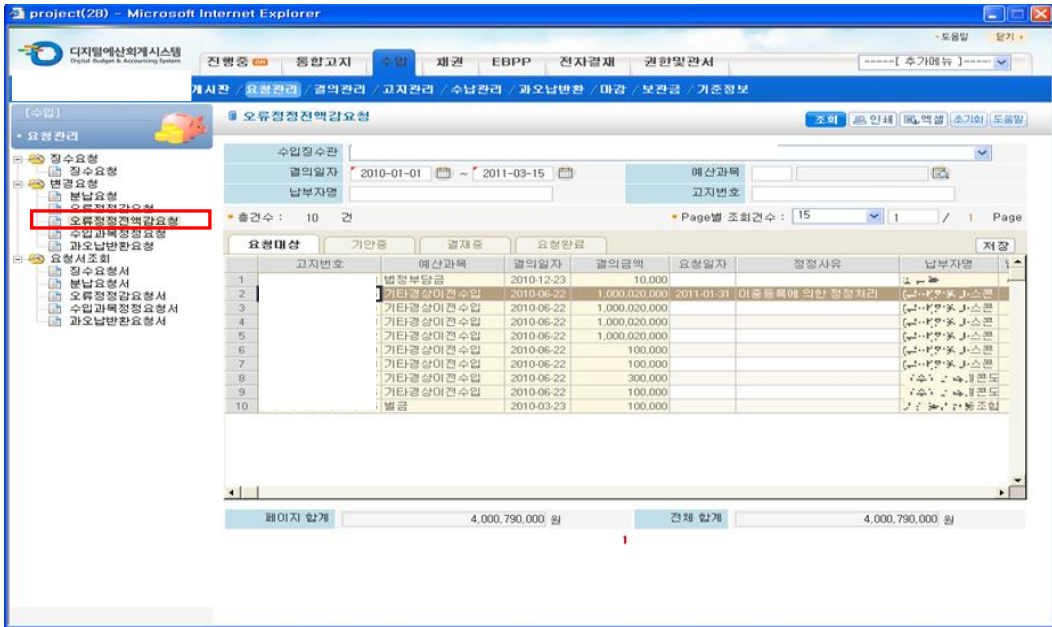 project(28) - Microsoft Internet Explorer
디지털예산회계시스템
Digital Budget & Accounting System
도움말 닫기
진행중 통합고지 수입 채권 EBPP 전자결재 권한및관서 -----[ 추가메뉴 ]-----
게시판 / 요청관리 / 결의관리 / 고지관리 / 수납관리 / 과오납반환 / 마감 / 보관금 / 기준정보
[수입]
요청관리
징수요청
징수요청
변경요청
분납요청
오류정정감요청
오류정정전액감요청
수입과목정정요청
과오납반환요청
요청서조회
징수요청서
분납요청서
오류정정감요청서
수입과목정정요청서
과오납반환요청서
오류정정전액감요청
조회 인쇄 엑셀 초기화 도움말
수입징수관
결의일자 2010-01-01 ~ 2011-03-15 예산과목
납부자명 고지번호
총건수 : 10 건 Page별 조회건수 : 15 1 / 1 Page
요청대상 기안중 결재중 요청완료 저장
고지번호 예산과목 결의일자 결의금액 요청일자 정정사유 납부자명
1 법정부담금 2010-12-23 10,000
2 기타경상이전수입 2010-06-22 1,000,020,000 2011-01-31 이중등록에 의한 정정처리
3 기타경상이전수입 2010-06-22 1,000,020,000
4 기타경상이전수입 2010-06-22 1,000,020,000
5 기타경상이전수입 2010-06-22 1,000,020,000
6 기타경상이전수입 2010-06-22 100,000
7 기타경상이전수입 2010-06-22 100,000
8 기타경상이전수입 2010-06-22 300,000
9 기타경상이전수입 2010-06-22 100,000
10 벌금 2010-03-23 100,000
페이지 합계 4,000,790,000 원 전체 합계 4,000,790,000 원
1